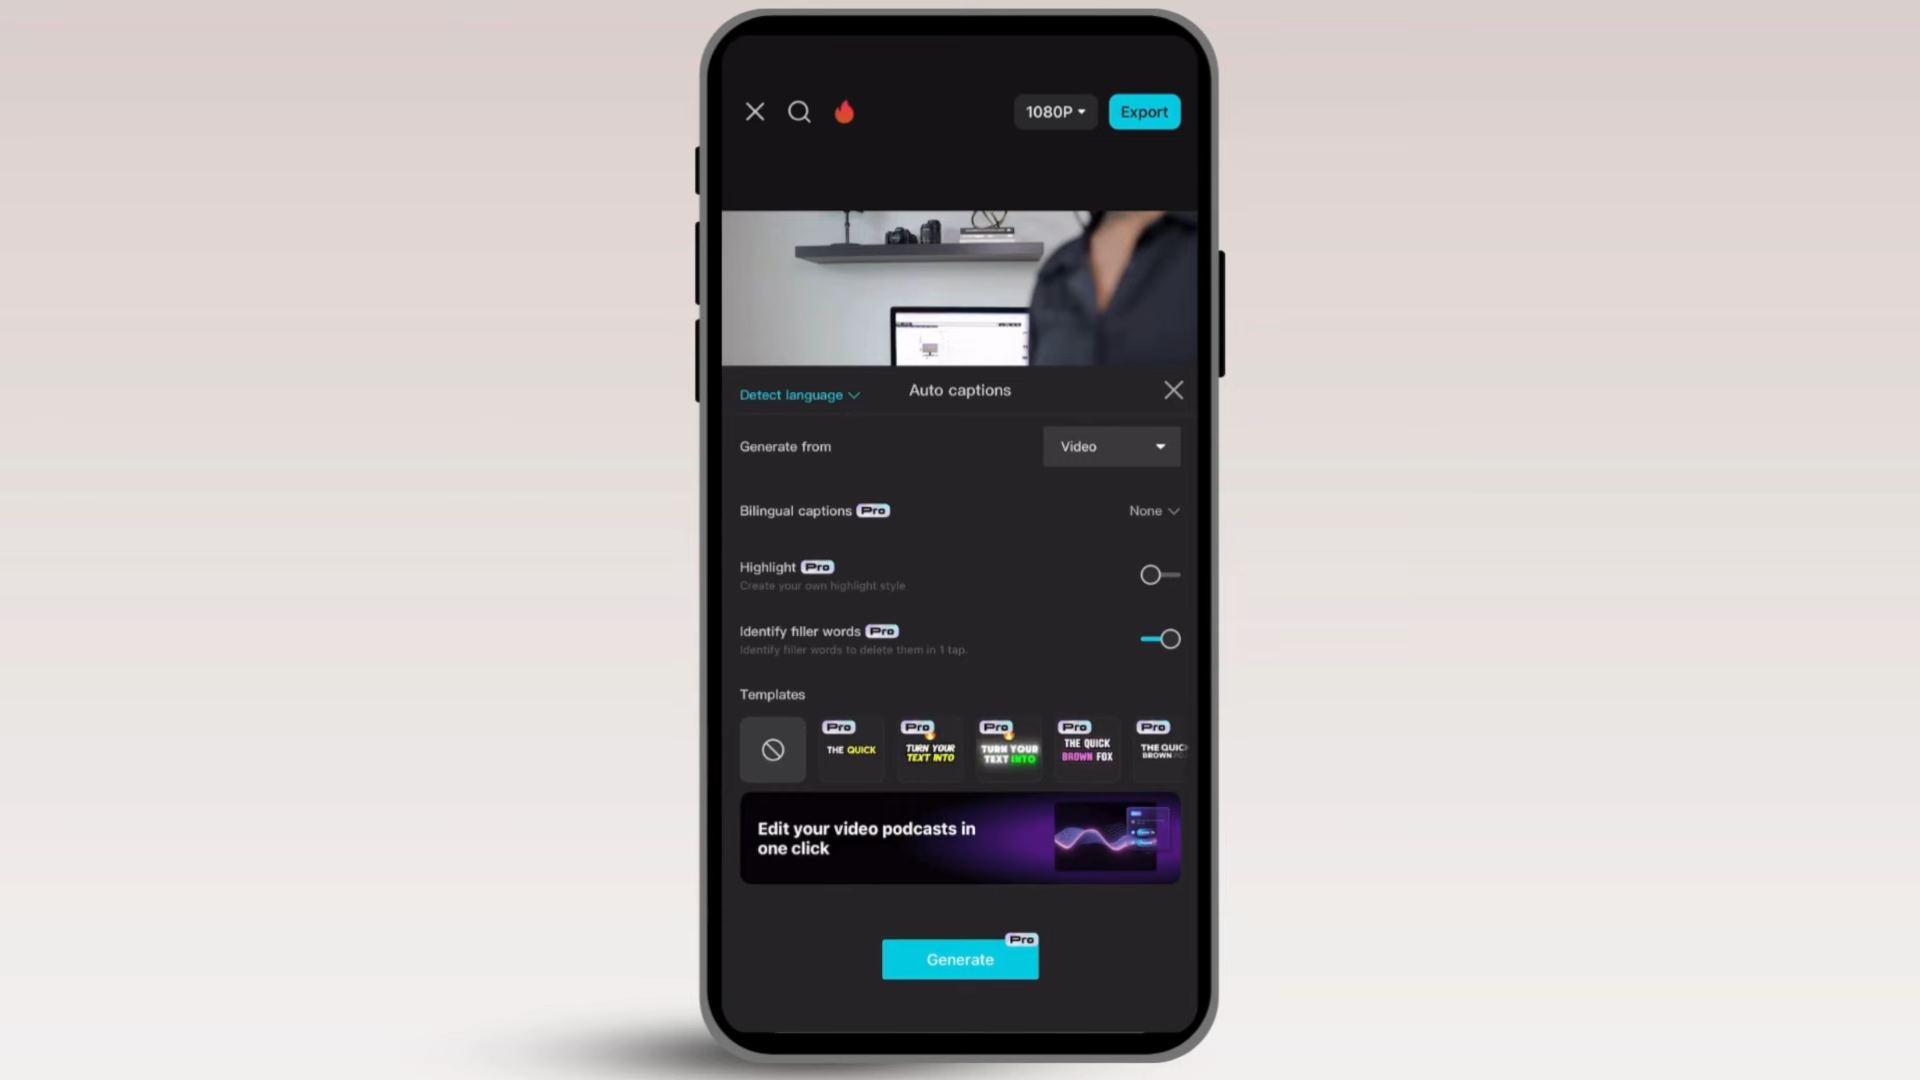 1080P
Export
Detect language
Auto captions
Generate from
Video
Bilingual captions Pro
None
Highlight Pro
Create your own highlight style
Identify filler words Pro
Identify filler words to delete them in 1 tap.
Templates
Pro
THE QUICK
Pro
TURN YOUR
TEXT INTO
Pro
TURN YOUR
TEXT INTO
Pro
THE QUICK
BROWN FOX
Pro
THE QUICK
BROWN
Edit your video podcasts in
one click
Pro
Generate